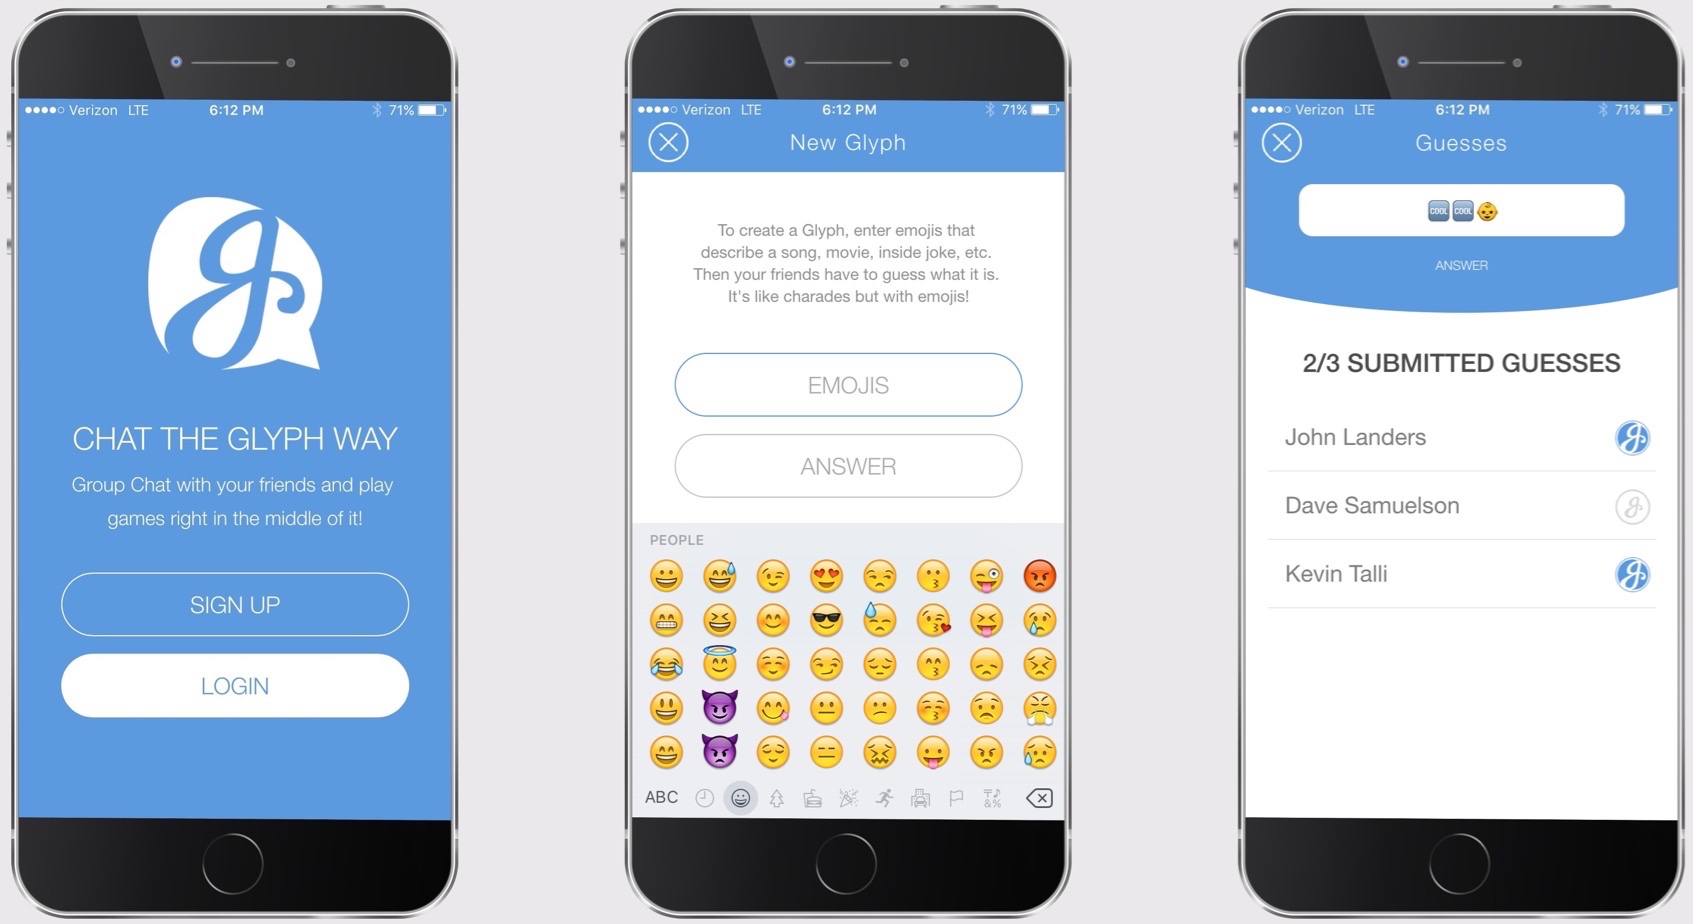 Verizon LTE 6:12 PM 71%
CHAT THE GLYPH WAY
Group Chat with your friends and play
games right in the middle of it!
SIGN UP
LOGIN
Verizon LTE 6:12 PM 71%
New Glyph
To create a Glyph, enter emojis that
describe a song, movie, inside joke, etc.
Then your friends have to guess what it is.
It's like charades but with emojis!
EMOJIS
ANSWER
PEOPLE
ABC
&%
Verizon LTE 6:12 PM 71%
Guesses
COOL COOL
ANSWER
2/3 SUBMITTED GUESSES
John Landers
Dave Samuelson
Kevin Talli